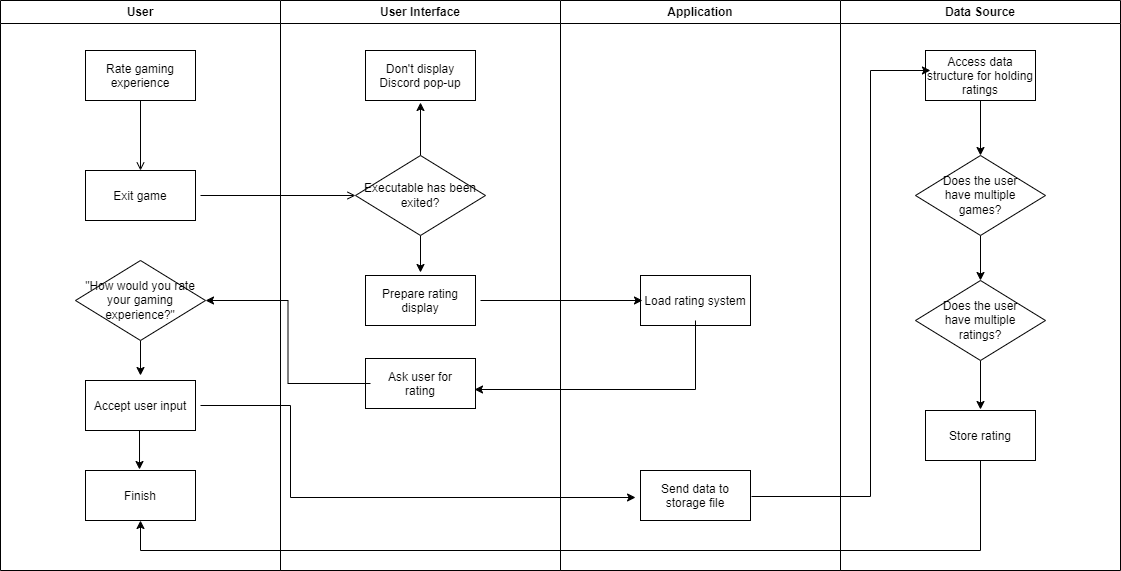 User
User Interface
Application
Data Source
Rate gaming
experience
Don't display
Discord pop-up
Access data
structure for holding
ratings
Exit game
Executable has been
exited?
Does the user
have multiple
games?
"How would you rate
your gaming
experience?"
Prepare rating
display
Load rating system
Does the user
have multiple
ratings?
Ask user for
rating
Accept user input
Store rating
Finish
Send data to
storage file